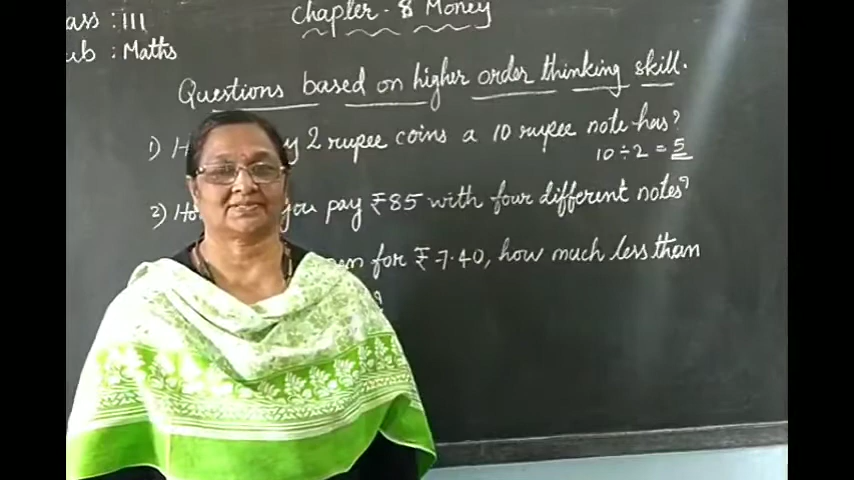 ass : III
ub : Maths
Chapter - 8 Money
Questions based on higher order thinking skill.
1) H y 2 rupee coins a 10 rupee note has?
10 ÷ 2 = 5
2) Ho you pay ₹85 with four different notes?
for ₹7.40, how much less than
?